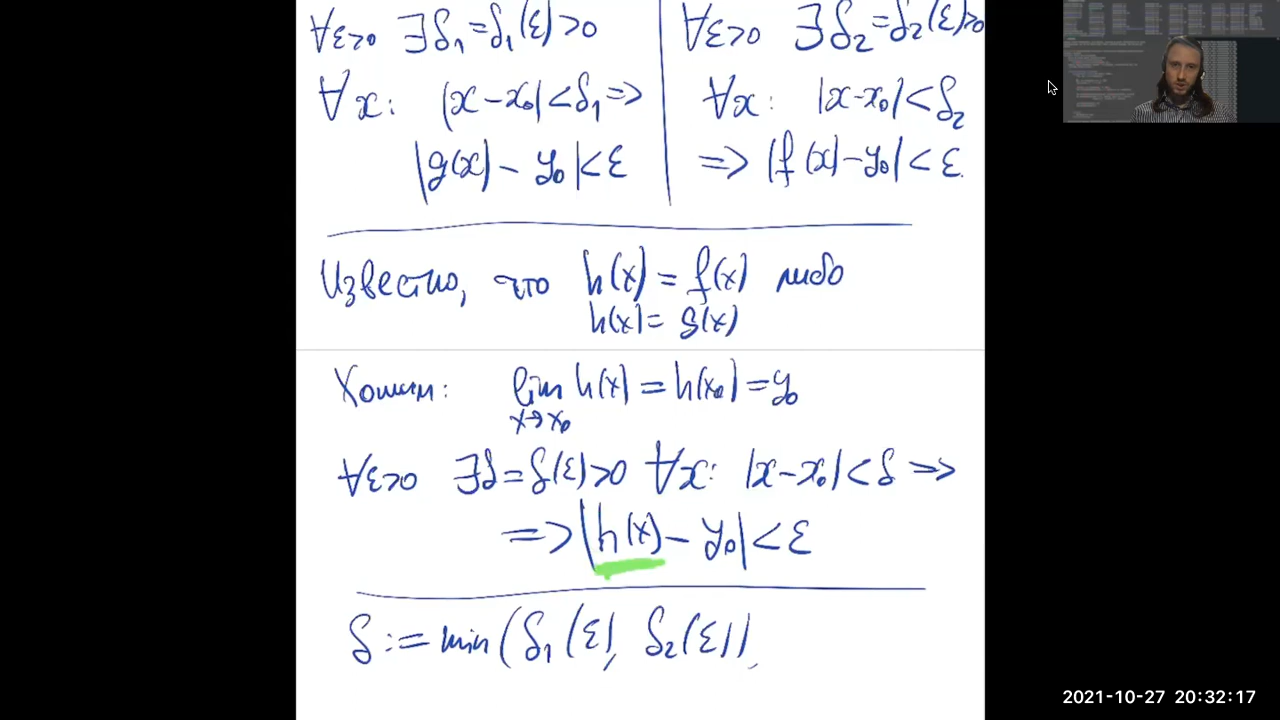 ∀ε>0 ∃δ₁=δ₁(ε)>0
∀x: |x-x₀|<δ₁=>
|g(x)-y₀|<ε
∀ε>0 ∃δ₂=δ₂(ε)>0
∀x: |x-x₀|<δ₂
=> |f(x)-y₀|<ε.
Известно, что h(x)=f(x) либо
h(x)=g(x)
Хотим: lim h(x)=h(x₀)=y₀
x→x₀
∀ε>0 ∃δ=δ(ε)>0 ∀x: |x-x₀|<δ =>
=>|h(x)-y₀|<ε
δ:=min(δ₁(ε), δ₂(ε)),
2021-10-27 20:32:17